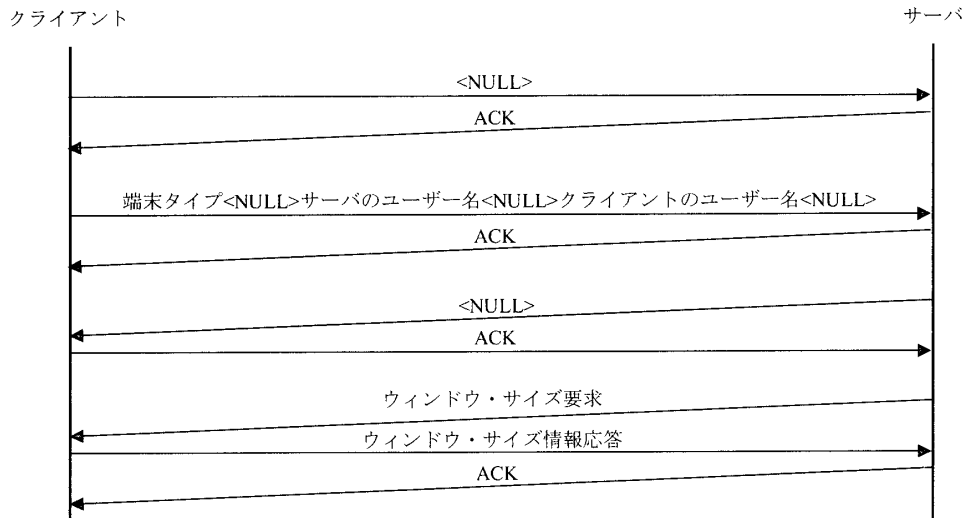 クライアント
サーバ
<NULL>
ACK
端末タイプ<NULL>サーバのユーザー名<NULL>クライアントのユーザー名<NULL>
ACK
<NULL>
ACK
ウィンドウ・サイズ要求
ウィンドウ・サイズ情報応答
ACK